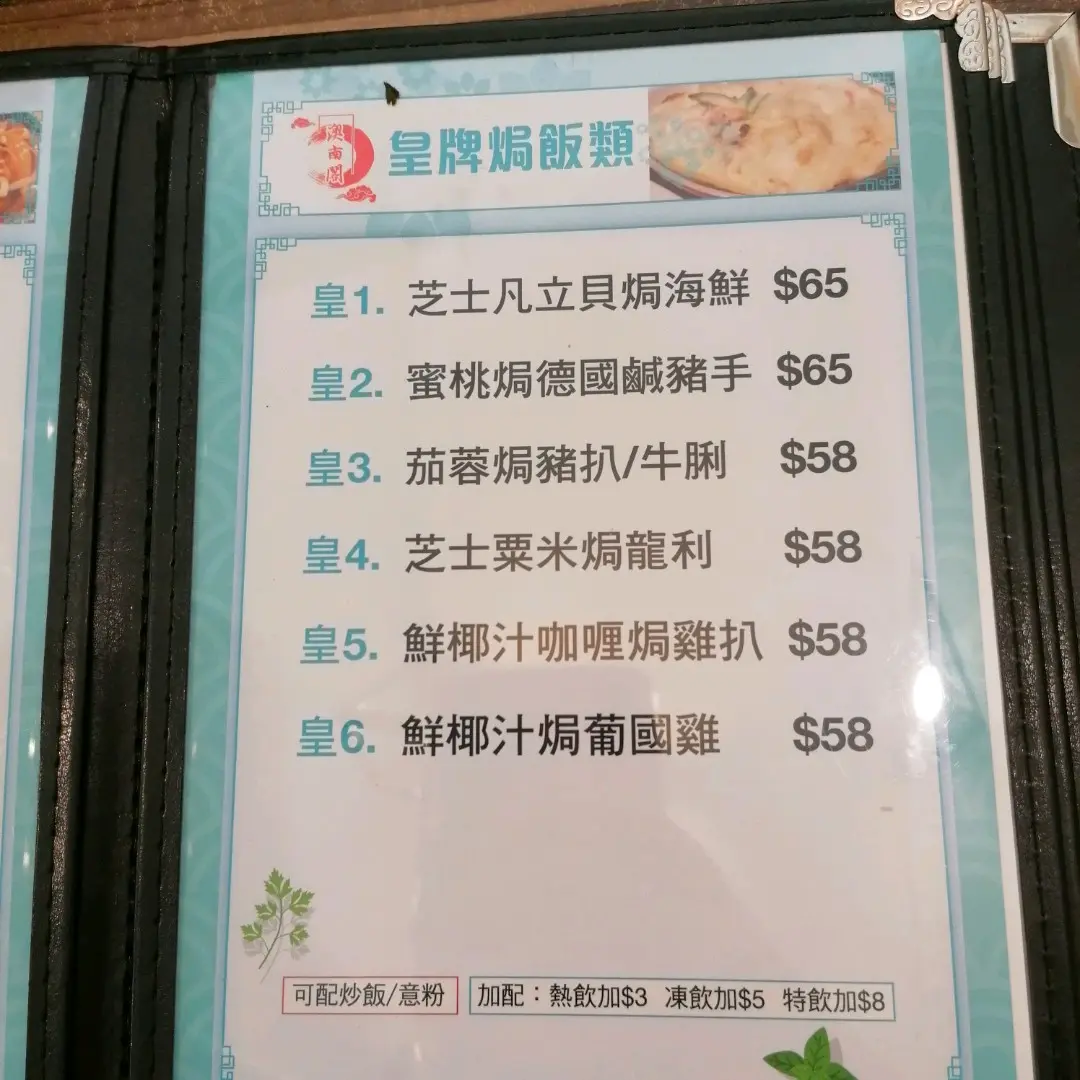 澳南閣
皇牌焗飯類
皇1. 芝士凡立貝焗海鮮 $65
皇2. 蜜桃焗德國鹹豬手 $65
皇3. 茄蓉焗豬扒/牛脷 $58
皇4. 芝士粟米焗龍利 $58
皇5. 鮮椰汁咖喱焗雞扒 $58
皇6. 鮮椰汁焗葡國雞 $58
可配炒飯/意粉 加配：熱飲加$3 凍飲加$5 特飲加$8